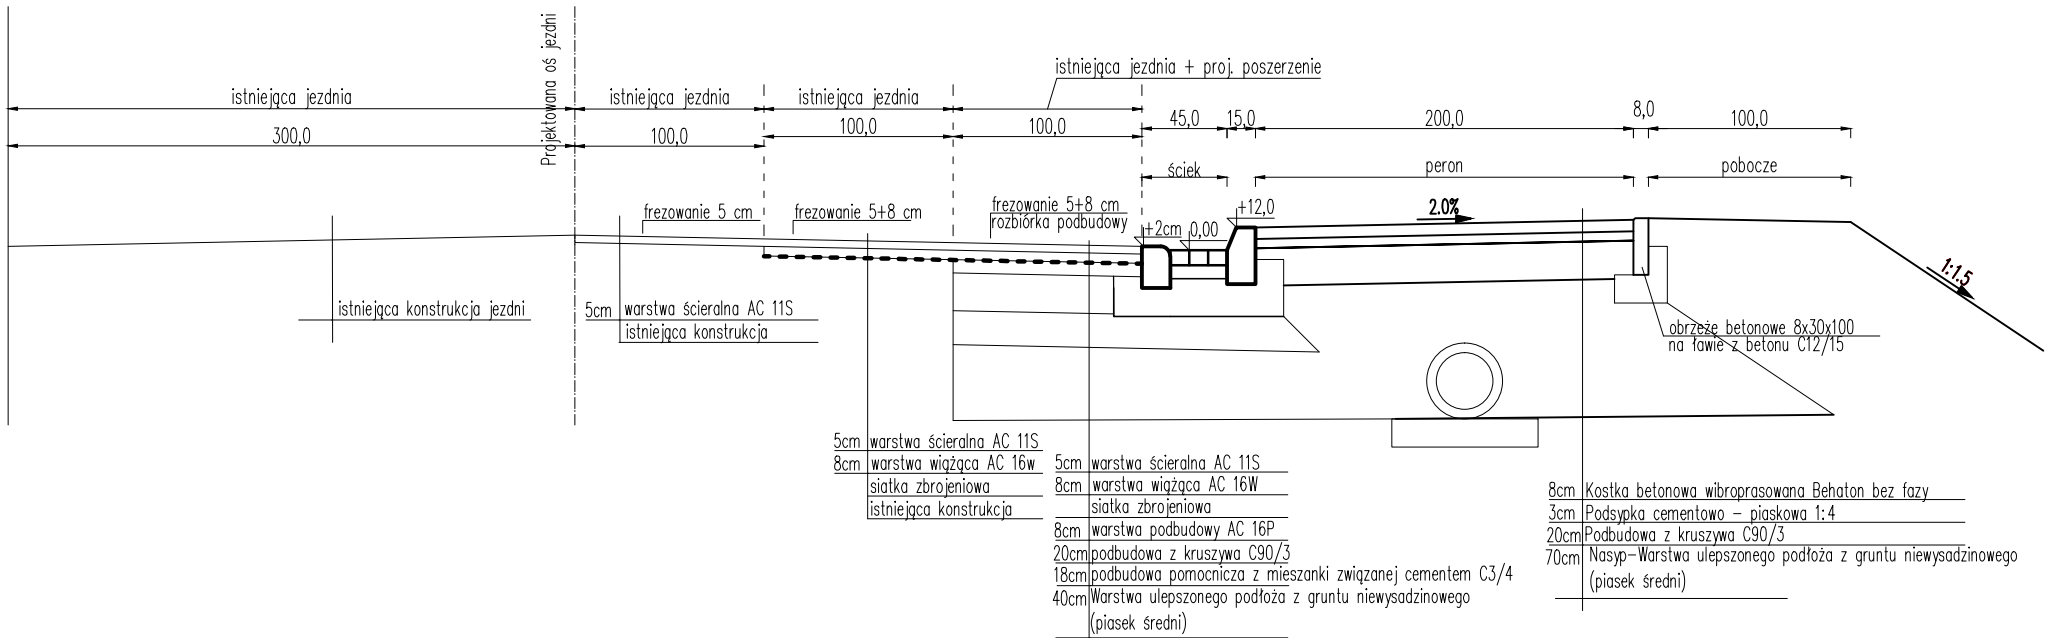 Projektowana oś jezdni
istniejąca jezdnia + proj. poszerzenie
istniejąca jezdnia
istniejąca jezdnia
istniejąca jezdnia
300,0
100,0
100,0
100,0
45,0
15,0
200,0
8,0
100,0
ściek
peron
pobocze
frezowanie 5 cm
frezowanie 5+8 cm
frezowanie 5+8 cm
rozbiórka podbudowy
+2cm
0,00
+12,0
2.0%
1:1.5
istniejąca konstrukcja jezdni
5cm warstwa ścieralna AC 11S
istniejąca konstrukcja
obrzeże betonowe 8x30x100
na ławie z betonu C12/15
5cm warstwa ścieralna AC 11S
8cm warstwa wiążąca AC 16w
siatka zbrojeniowa
istniejąca konstrukcja
5cm warstwa ścieralna AC 11S
8cm warstwa wiążąca AC 16W
siatka zbrojeniowa
8cm warstwa podbudowy AC 16P
20cm podbudowa z kruszywa C90/3
18cm podbudowa pomocnicza z mieszanki związanej cementem C3/4
40cm Warstwa ulepszonego podłoża z gruntu niewysadzinowego
(piasek średni)
8cm Kostka betonowa wibroprasowana Behaton bez fazy
3cm Podsypka cementowo - piaskowa 1:4
20cm Podbudowa z kruszywa C90/3
70cm Nasyp-Warstwa ulepszonego podłoża z gruntu niewysadzinowego
(piasek średni)